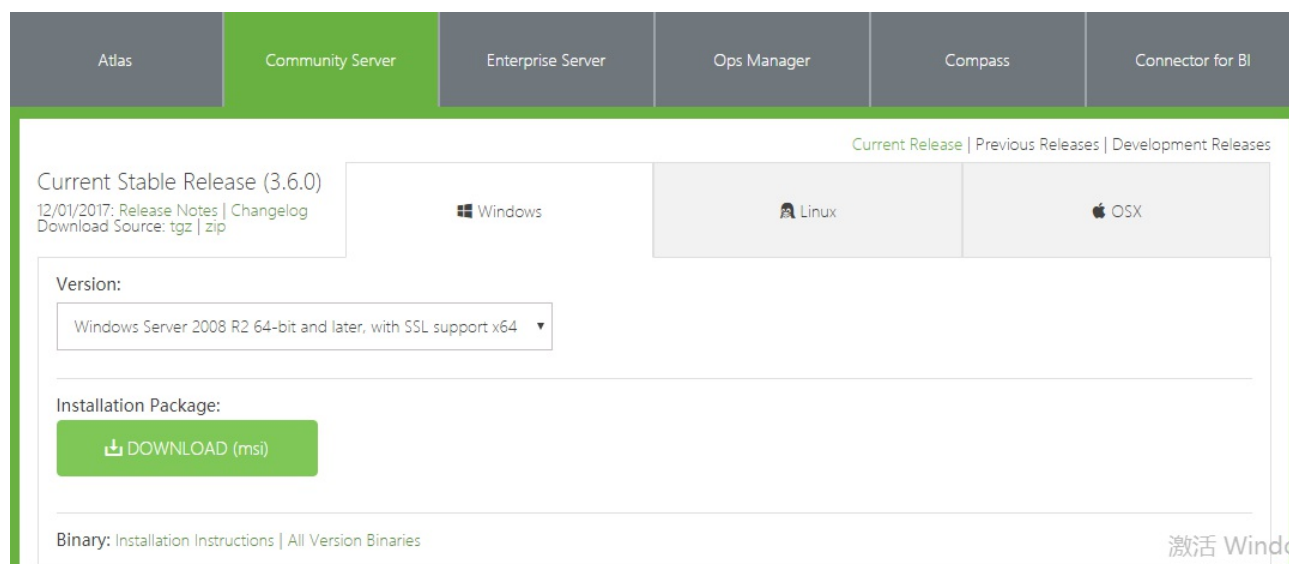 Atlas Community Server Enterprise Server Ops Manager Compass Connector for BI
Current Release | Previous Releases | Development Releases
Current Stable Release (3.6.0)
12/01/2017: Release Notes | Changelog
Download Source: tgz | zip
Windows Linux OSX
Version:
Windows Server 2008 R2 64-bit and later, with SSL support x64
Installation Package:
DOWNLOAD (msi)
Binary: Installation Instructions | All Version Binaries
激活 Windo